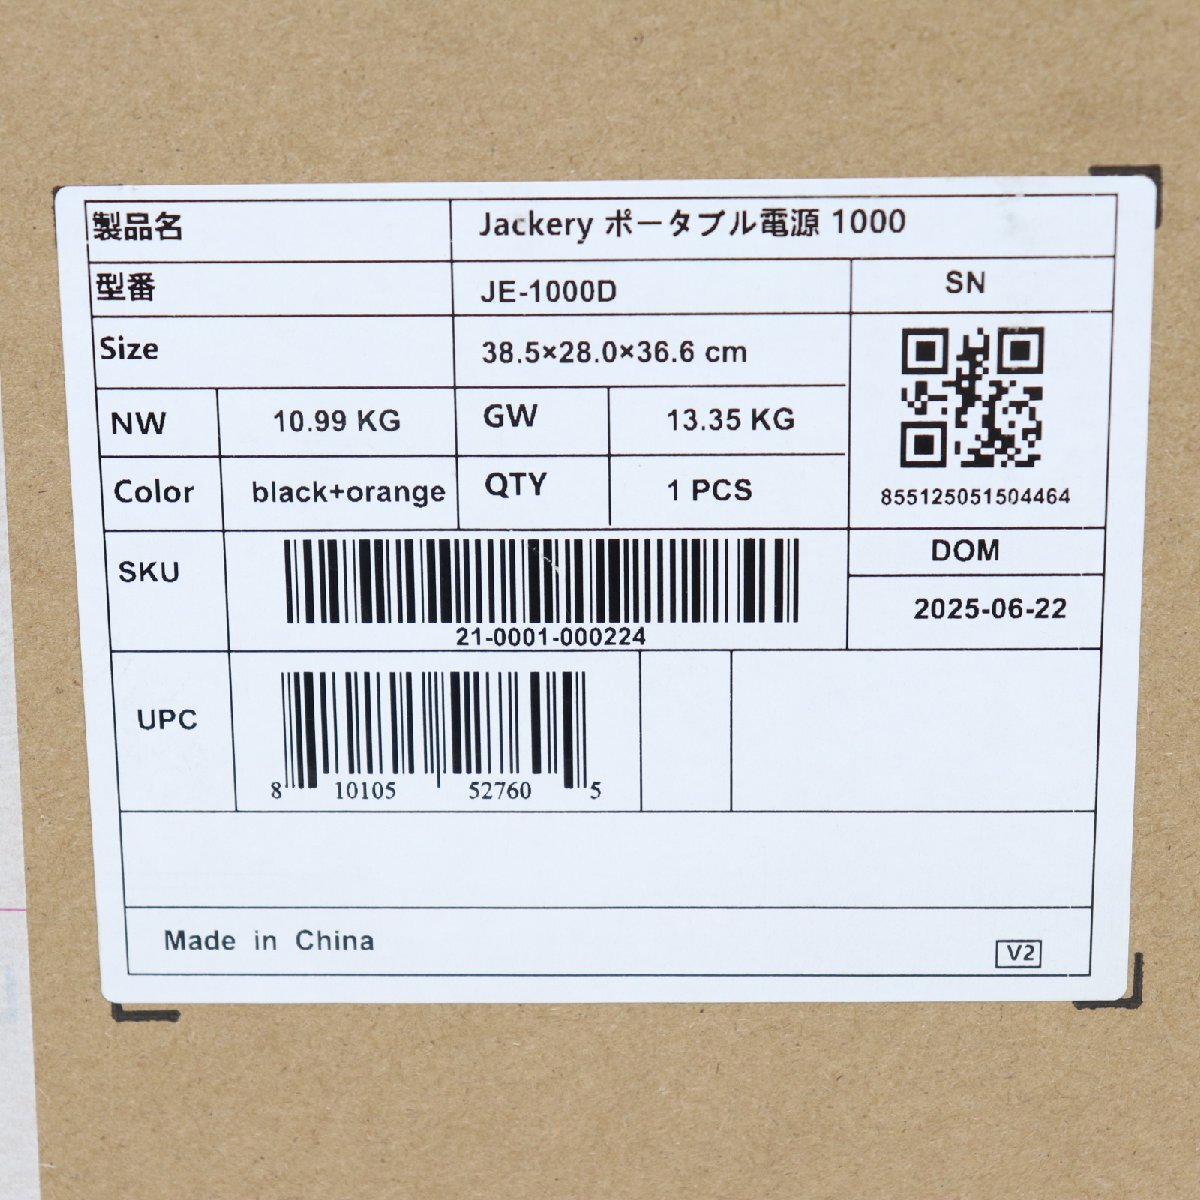 製品名 Jackery ポータブル電源 1000
型番 JE-1000D SN
Size 38.5×28.0×36.6 cm
NW 10.99 KG GW 13.35 KG
Color black+orange QTY 1 PCS
855125051504464
SKU
21-0001-000224
DOM
2025-06-22
UPC
8 10105 52760 5
Made in China
V2